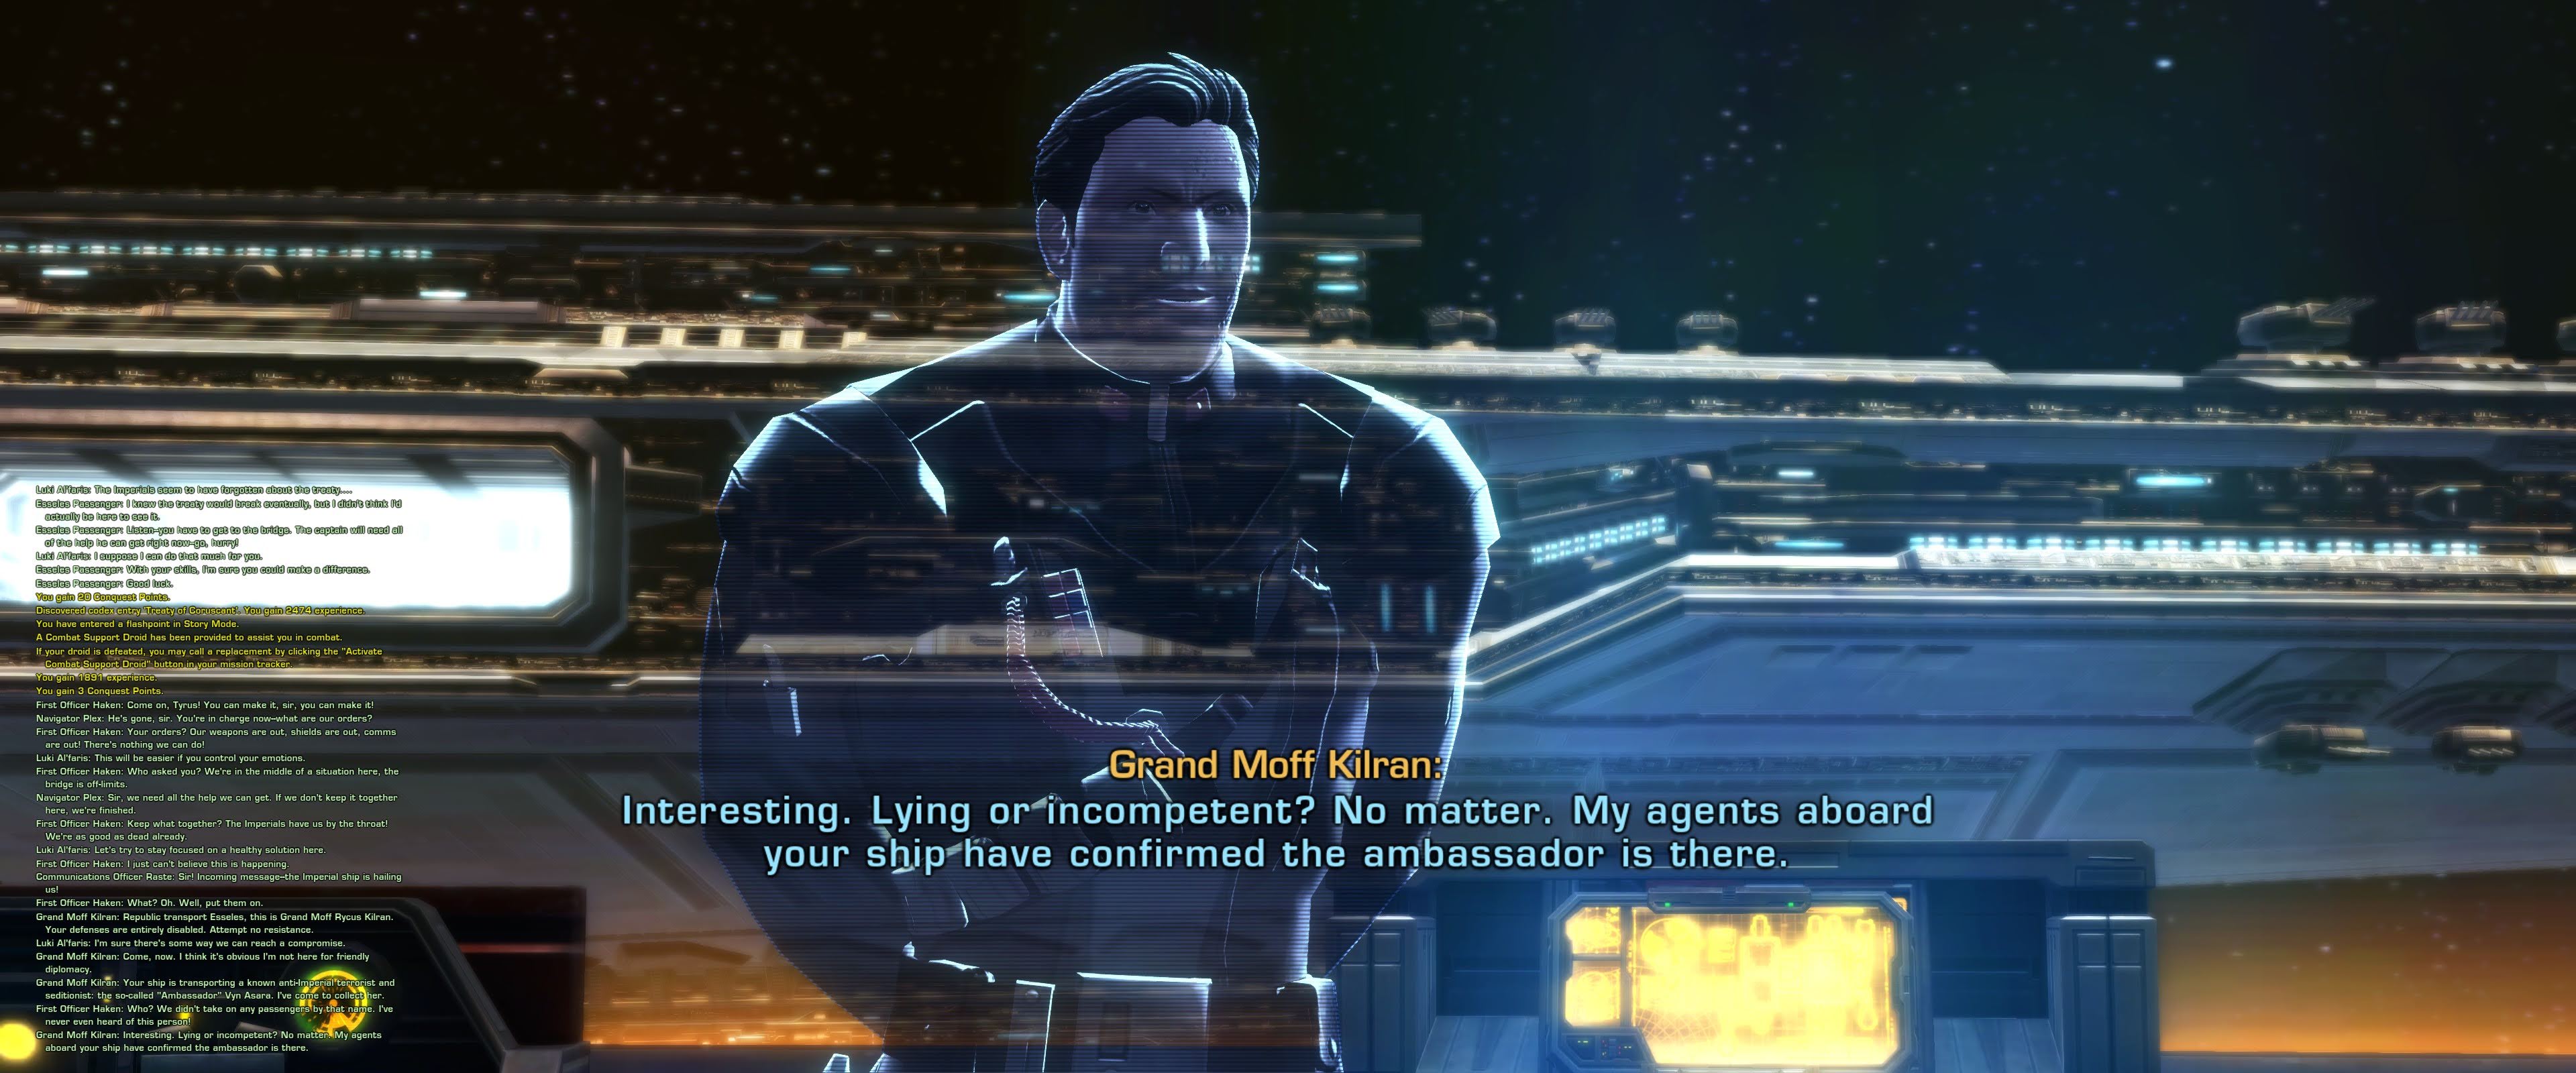 Luki Al'faris: The Imperials seem to have forgotten about the treaty....
Esseles Passenger: I knew the treaty would break eventually, but I didn't think I'd
actually be here to see it.
Esseles Passenger: Listen–you have to get to the bridge. The captain will need all
of the help he can get right now–go, hurry!
Luki Al'faris: I suppose I can do that much for you.
Esseles Passenger: With your skills, I'm sure you could make a difference.
Esseles Passenger: Good luck.
You gain 20 Conquest Points.
Discovered codex entry 'Treaty of Coruscant'. You gain 2474 experience.
You have entered a flashpoint in Story Mode.
A Combat Support Droid has been provided to assist you in combat.
If your droid is defeated, you may call a replacement by clicking the "Activate
Combat Support Droid" button in your mission tracker.
You gain 1891 experience.
You gain 3 Conquest Points.
First Officer Haken: Come on, Tyrus! You can make it, sir, you can make it!
Navigator Plex: He's gone, sir. You're in charge now–what are our orders?
First Officer Haken: Your orders? Our weapons are out, shields are out, comms
are out! There's nothing we can do!
Luki Al'faris: This will be easier if you control your emotions.
First Officer Haken: Who asked you? We're in the middle of a situation here, the
bridge is off-limits.
Navigator Plex: Sir, we need all the help we can get. If we don't keep it together
here, we're finished.
First Officer Haken: Keep what together? The Imperials have us by the throat!
We're as good as dead already.
Luki Al'faris: Let's try to stay focused on a healthy solution here.
First Officer Haken: I just can't believe this is happening.
Communications Officer Raste: Sir! Incoming message–the Imperial ship is hailing
us!
First Officer Haken: What? Oh. Well, put them on.
Grand Moff Kilran: Republic transport Esseles, this is Grand Moff Rycus Kilran.
Your defenses are entirely disabled. Attempt no resistance.
Luki Al'faris: I'm sure there's some way we can reach a compromise.
Grand Moff Kilran: Come, now. I think it's obvious I'm not here for friendly
diplomacy.
Grand Moff Kilran: Your ship is transporting a known anti-Imperial terrorist and
seditionist: the so-called "Ambassador" Vyn Asara. I've come to collect her.
First Officer Haken: Who? We didn't take on any passengers by that name. I've
never even heard of this person!
Grand Moff Kilran: Interesting. Lying or incompetent? No matter. My agents
aboard your ship have confirmed the ambassador is there.
Grand Moff Kilran:
Interesting. Lying or incompetent? No matter. My agents aboard
your ship have confirmed the ambassador is there.